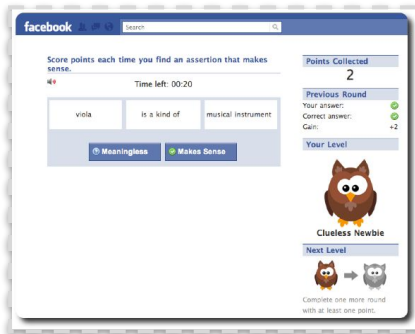 facebook
Search
Score points each time you find an assertion that makes
sense.
Time left: 00:20
viola
is a kind of
musical instrument
Meaningless
Makes Sense
Points Collected
2
Previous Round
Your answer:
Correct answer:
Gain: +2
Your Level
Clueless Newbie
Next Level
Complete one more round
with at least one point.